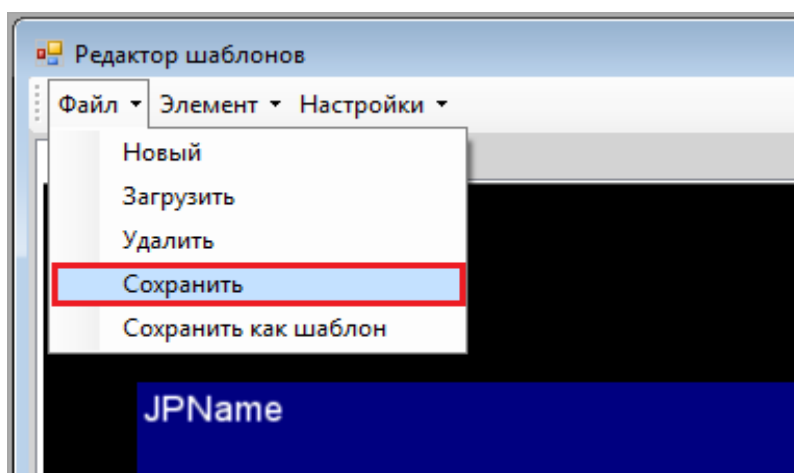 Редактор шаблонов
Файл Элемент Настройки
Новый
Загрузить
Удалить
Сохранить
Сохранить как шаблон
JPName